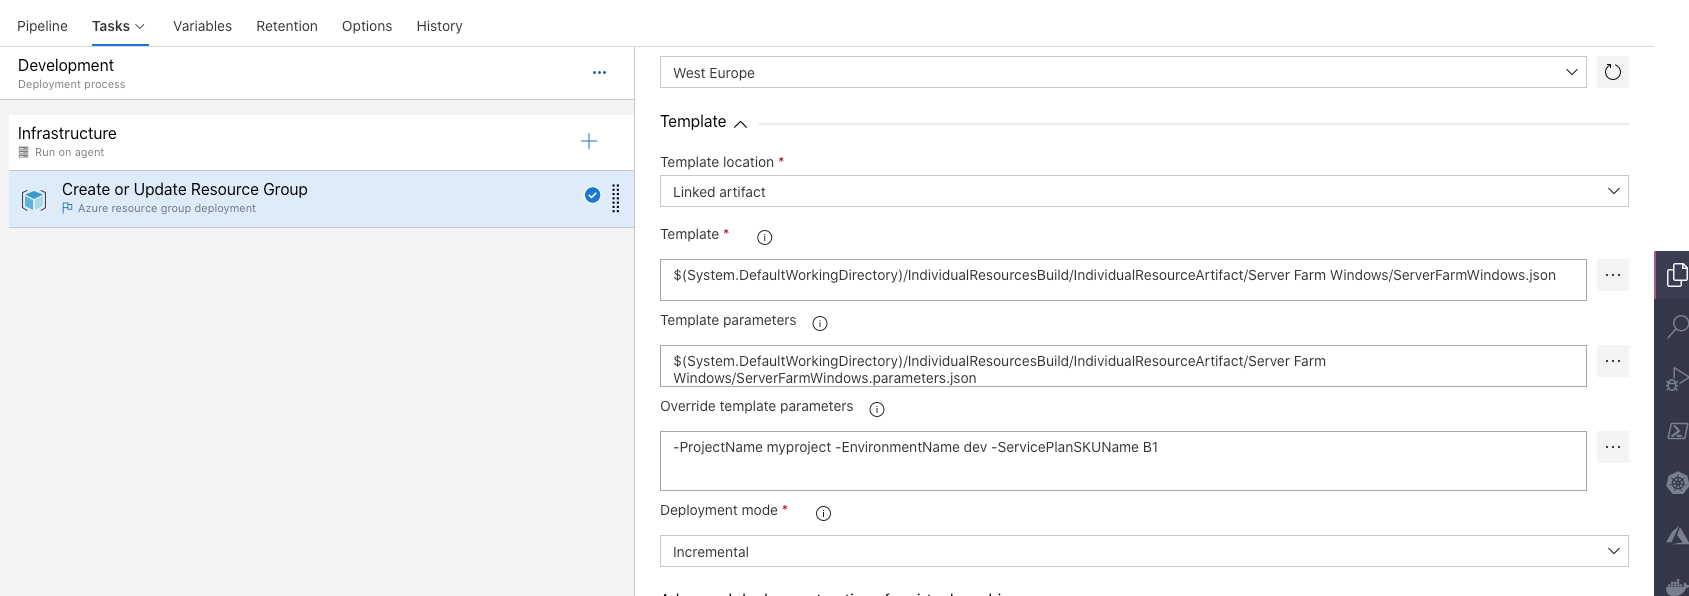 Pipeline
Tasks
Variables
Retention
Options
History
Development
Deployment process
Infrastructure
Run on agent
Create or Update Resource Group
Azure resource group deployment
West Europe
Template
Template location *
Linked artifact
Template *
$(System.DefaultWorkingDirectory)/IndividualResourcesBuild/IndividualResourceArtifact/Server Farm Windows/ServerFarmWindows.json
Template parameters
$(System.DefaultWorkingDirectory)/IndividualResourcesBuild/IndividualResourceArtifact/Server Farm
Windows/ServerFarmWindows.parameters.json
Override template parameters
-ProjectName myproject -EnvironmentName dev -ServicePlanSKUName B1
Deployment mode *
Incremental